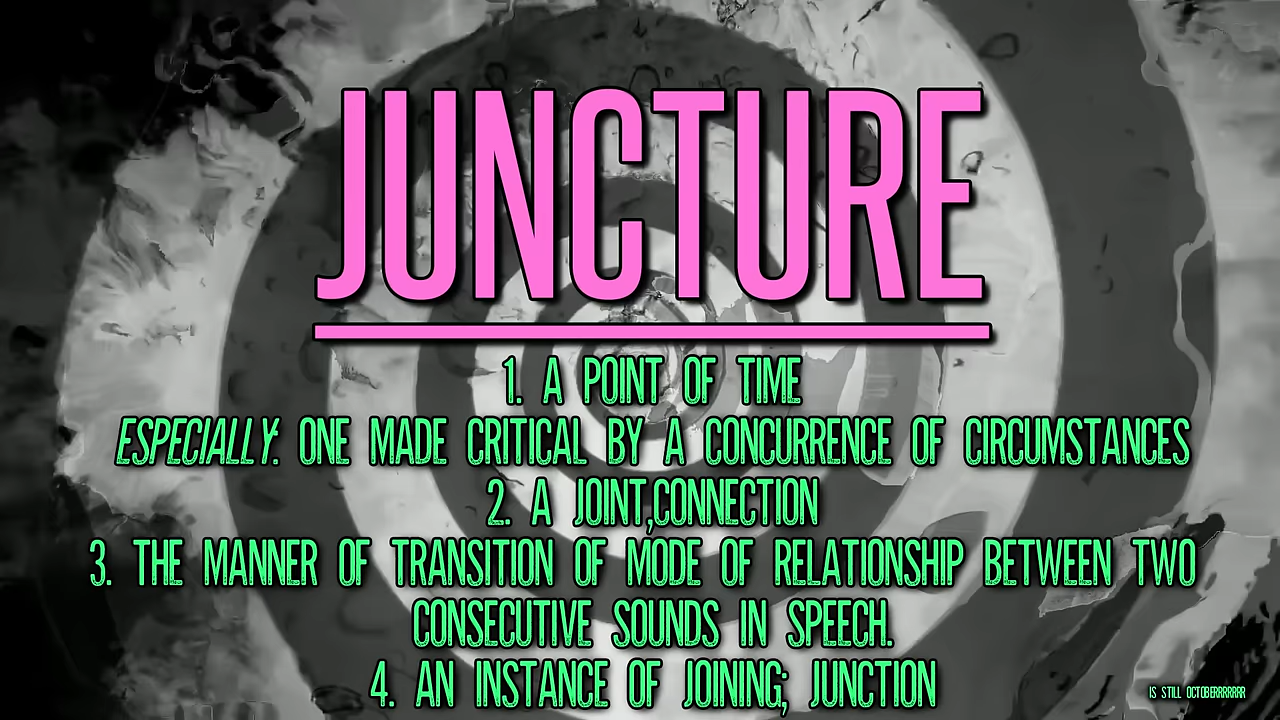 JUNCTURE
1. A POINT OF TIME
ESPECIALLY: ONE MADE CRITICAL BY A CONCURRENCE OF CIRCUMSTANCES
2. A JOINT,CONNECTION
3. THE MANNER OF TRANSITION OF MODE OF RELATIONSHIP BETWEEN TWO
CONSECUTIVE SOUNDS IN SPEECH.
4. AN INSTANCE OF JOINING; JUNCTION
IS STILL OCTOBERRRRRRR